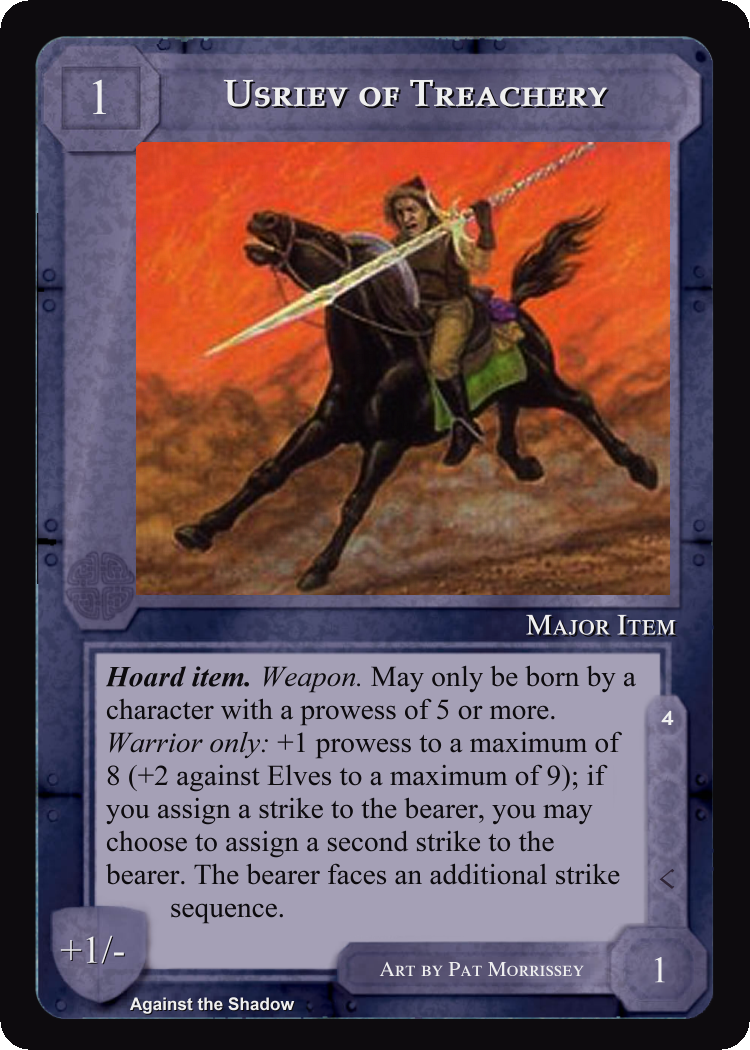 1
Usriev of Treachery
Major Item
Hoard item. Weapon. May only be born by a
character with a prowess of 5 or more.
Warrior only: +1 prowess to a maximum of
8 (+2 against Elves to a maximum of 9); if
you assign a strike to the bearer, you may
choose to assign a second strike to the
bearer. The bearer faces an additional strike
sequence.
4
<
+1/-
Art by Pat Morrissey
1
Against the Shadow